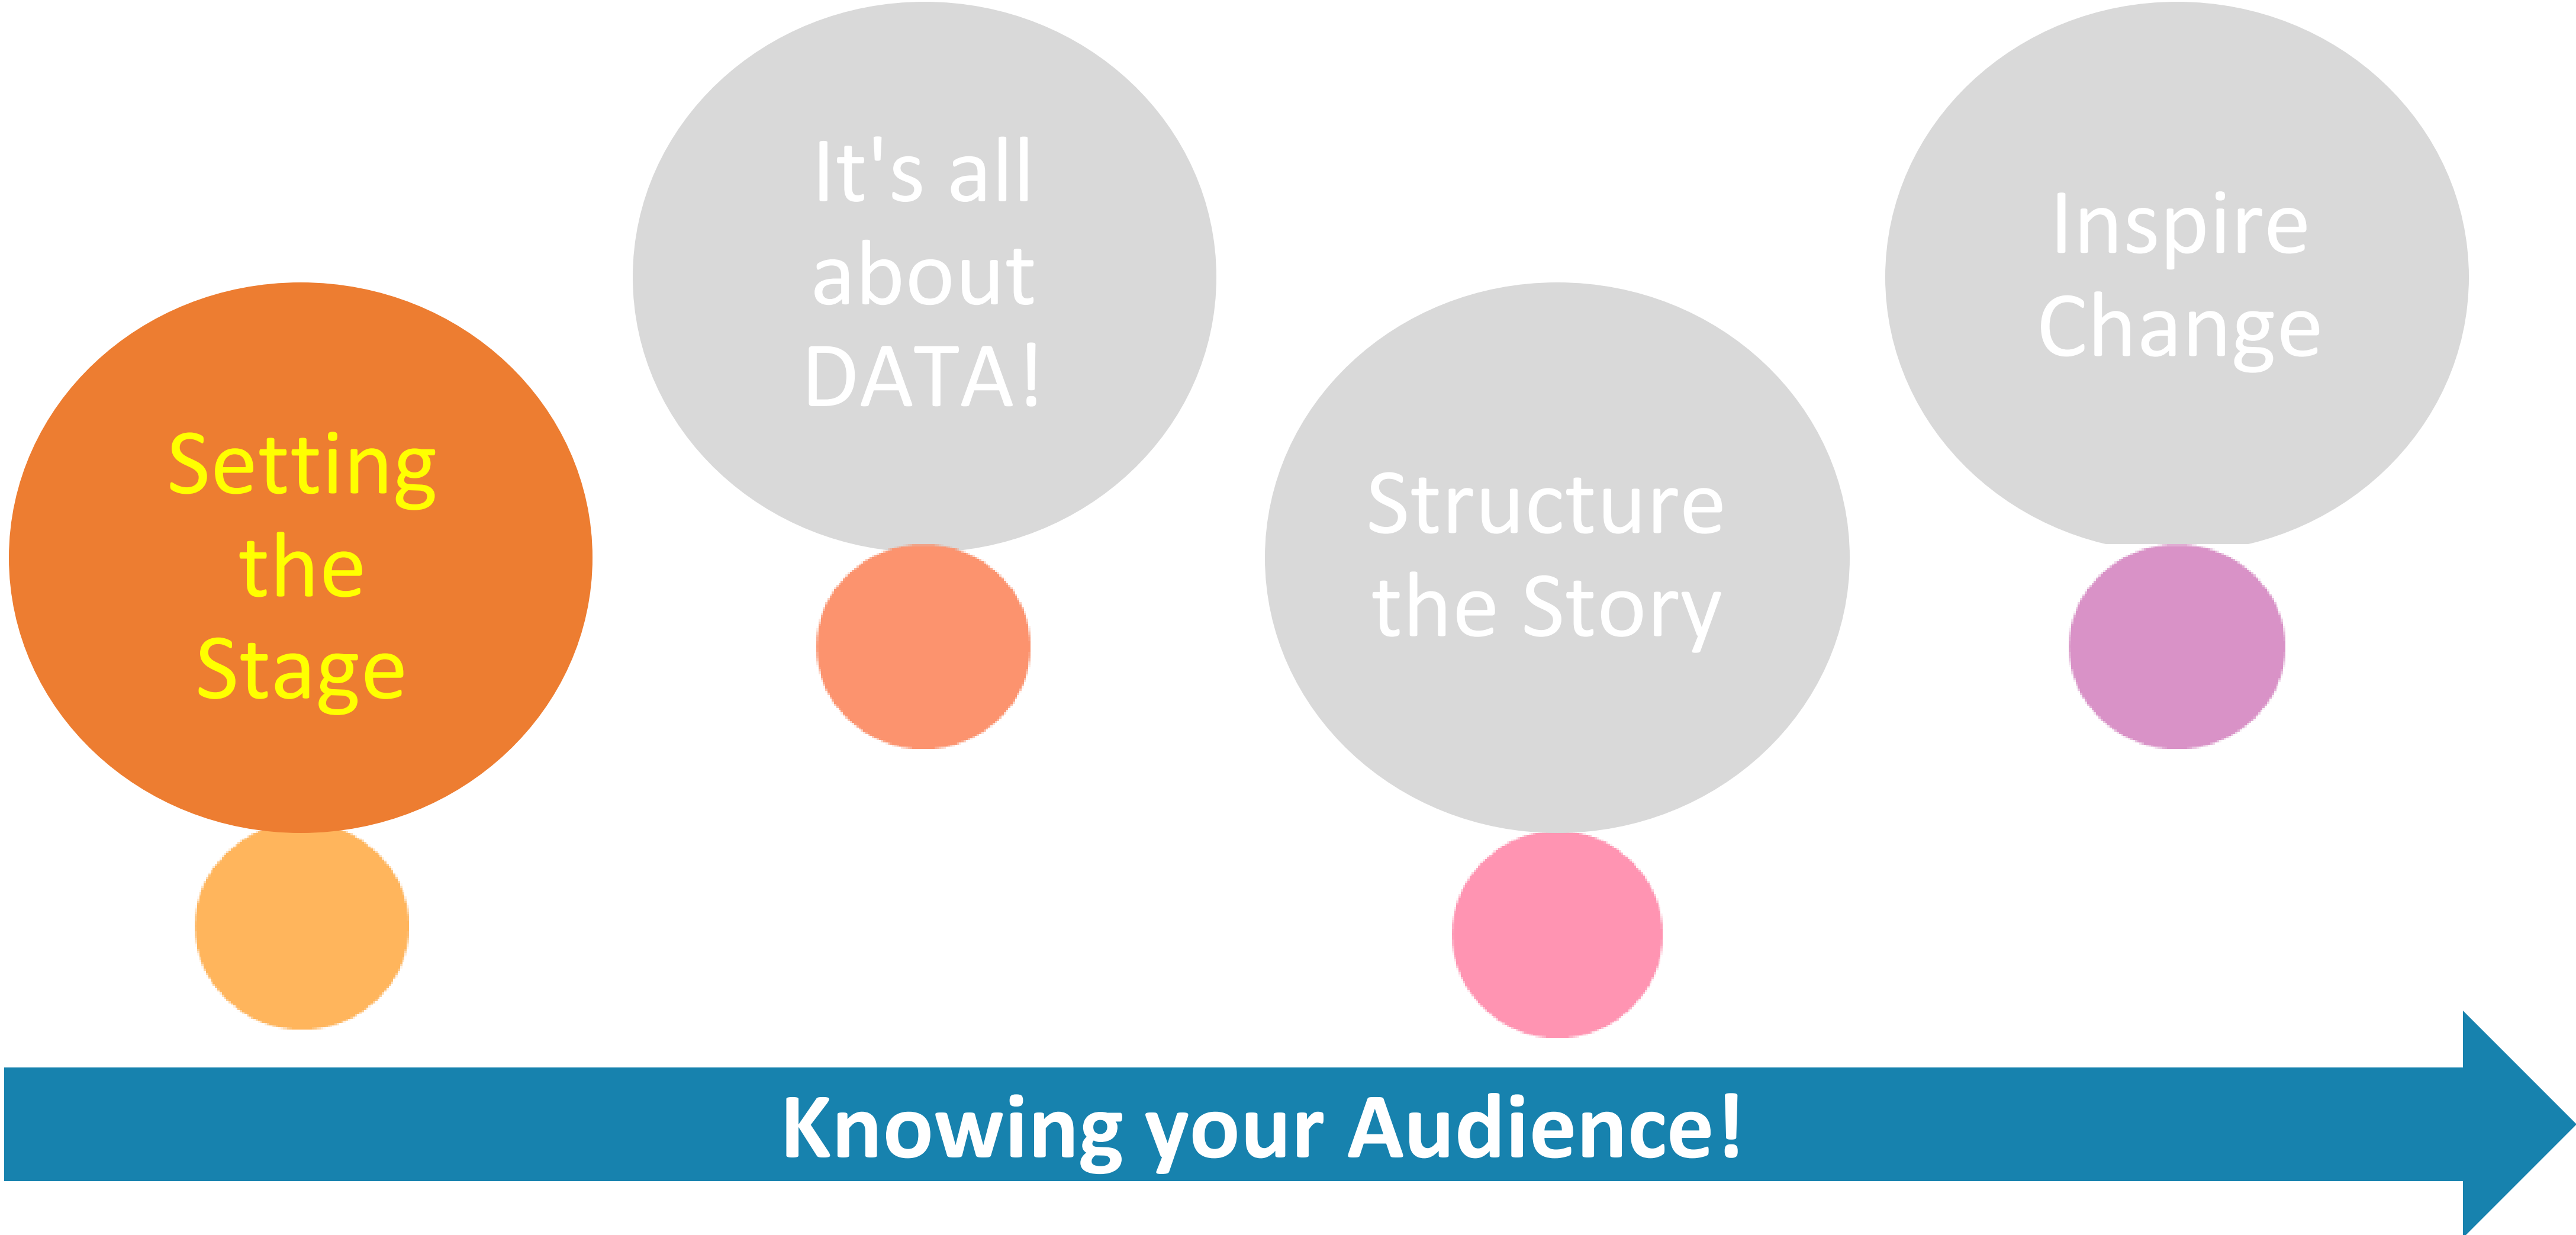 Setting
the
Stage
It's all
about
DATA!
Structure
the Story
Inspire
Change
Knowing your Audience!